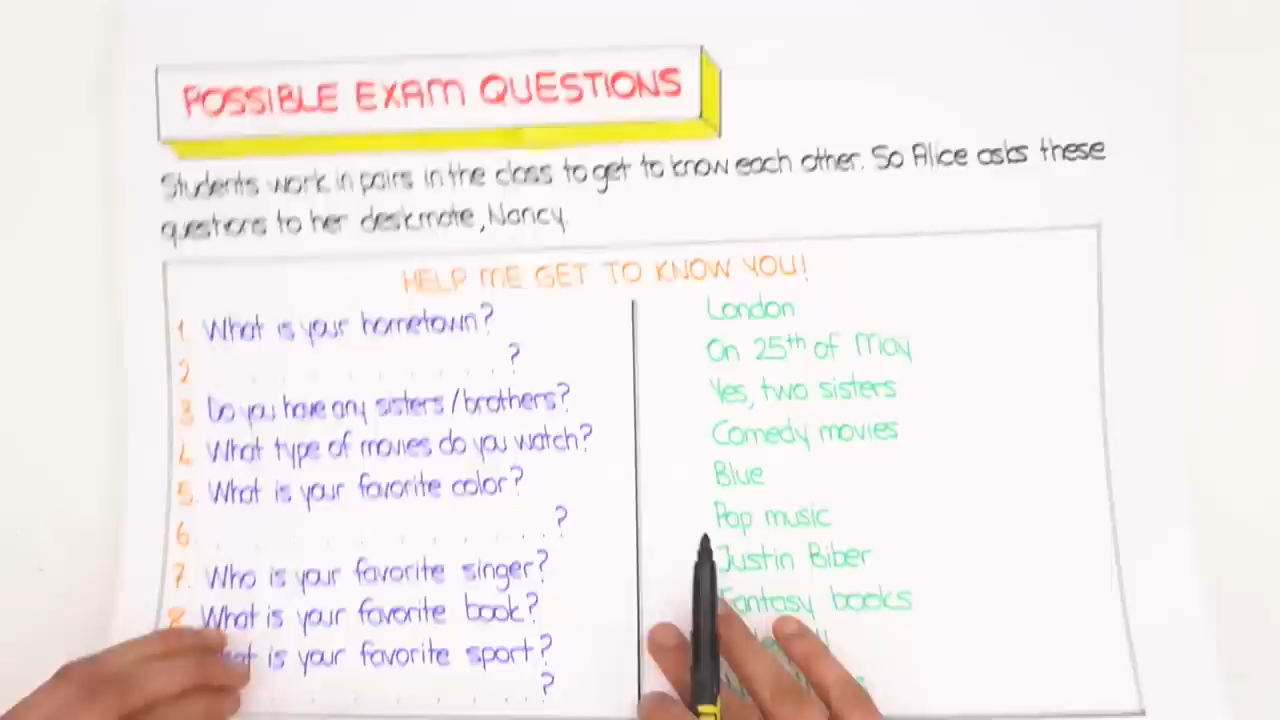 POSSIBLE EXAM QUESTIONS
Students work in pairs in the class to get to know each other. So Alice asks these
questions to her deskmate, Nancy.
HELP ME GET TO KNOW YOU!
1. What is your hometown? London
2. . . . . . . . . . . . . . ? On 25th of May
3. Do you have any sisters/brothers? Yes, two sisters
4. What type of movies do you watch? Comedy movies
5. What is your favorite color? Blue
6. . . . . . . . . . . . . . . ? Pop music
7. Who is your favorite singer? Justin Biber
8. What is your favorite book? Fantasy books
is your favorite sport?
. . . . . . . . . . . . . ?